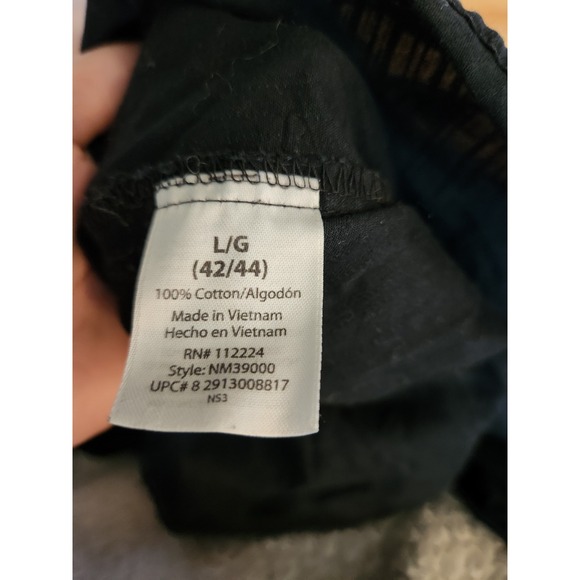 L/G
(42/44)
100% Cotton/Algodón
Made in Vietnam
Hecho en Vietnam
RN# 112224
Style: NM39000
UPC# 8 2913008817
NS3